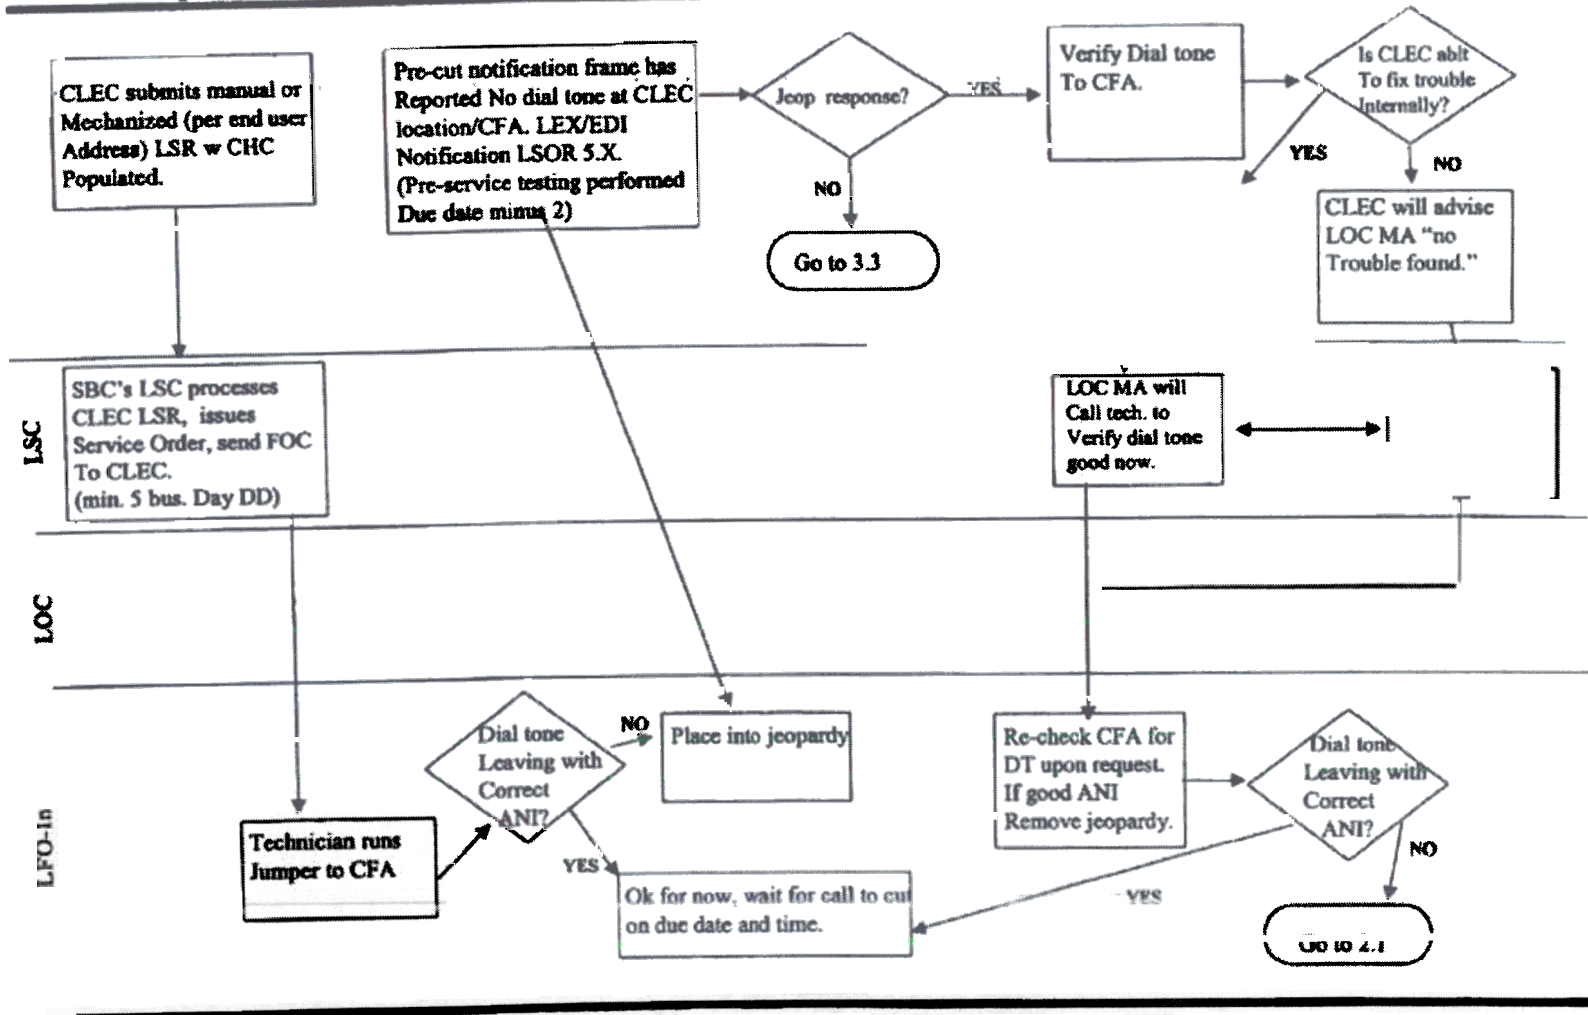 CLEC submits manual or
Mechanized (per end user
Address) LSR w CHC
Populated.
Pre-cut notification frame has
Reported No dial tone at CLEC
location/CFA. LEX/EDI
Notification LSOR 5.X.
(Pre-service testing performed
Due date minus 2)
Jeop response?
YES
NO
Go to 3.3
Verify Dial tone
To CFA.
Is CLEC ablt
To fix trouble
Internally?
YES
NO
CLEC will advise
LOC MA “no
Trouble found.”
LSC
SBC's LSC processes
CLEC LSR, issues
Service Order, send FOC
To CLEC.
(min. 5 bus. Day DD)
LOC MA will
Call tech. to
Verify dial tone
good now.
LOC
LFO-In
Technician runs
Jumper to CFA
Dial tone
Leaving with
Correct
ANI?
NO
YES
Place into jeopardy
Ok for now, wait for call to cut
on due date and time.
Re-check CFA for
DT upon request.
If good ANI
Remove jeopardy.
Dial tone
Leaving with
Correct
ANI?
YES
NO
Go to 2.1